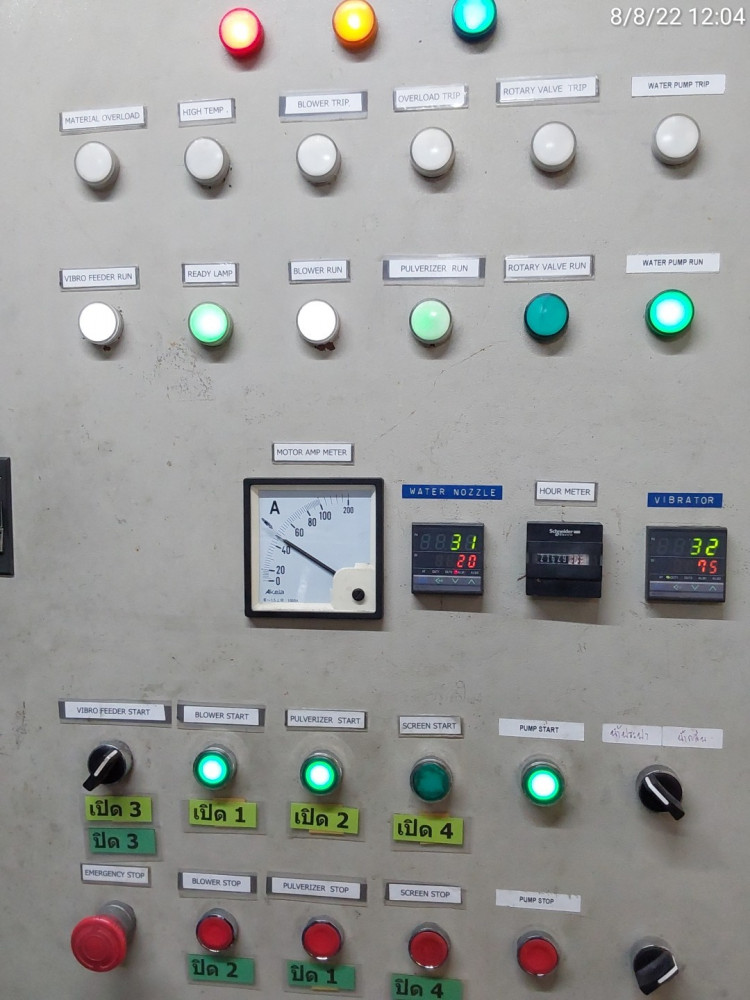 8/8/22 12:04
MATERIAL OVERLOAD
HIGH TEMP.
BLOWER TRIP.
OVERLOAD TRIP
ROTARY VALVE TRIP
WATER PUMP TRIP
VIBRO FEEDER RUN
READY LAMP
BLOWER RUN
PULVERIZER RUN
ROTARY VALVE RUN
WATER PUMP RUN
MOTOR AMP METER
WATER NOZZLE
HOUR METER
VIBRATOR
A
0
20
40
60
80
100
200
31
20
Schneider
32
75
VIBRO FEEDER START
BLOWER START
PULVERIZER START
SCREEN START
PUMP START
เปิด 3
เปิด 1
เปิด 2
เปิด 4
ปิด 3
EMERGENCY STOP
BLOWER STOP
PULVERIZER STOP
SCREEN STOP
PUMP STOP
ปิด 2
ปิด 1
ปิด 4